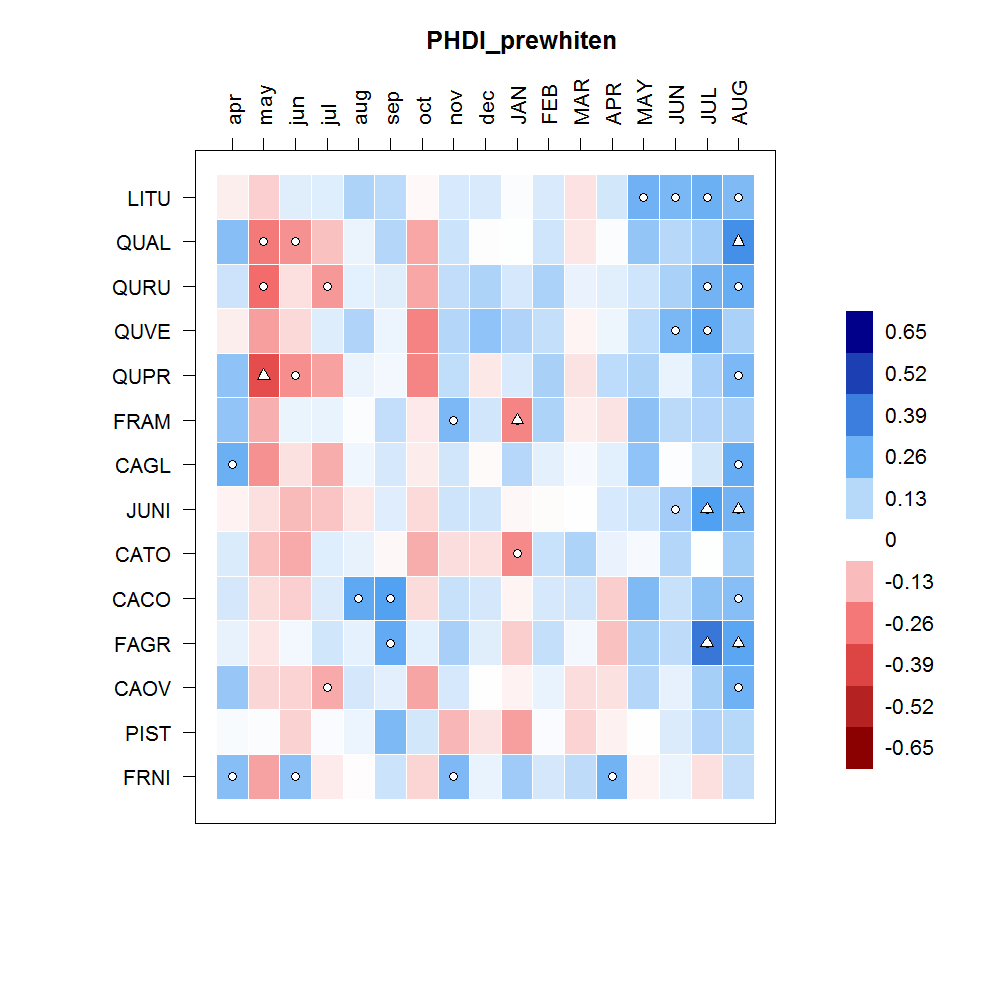 PHDI_prewhiten
apr may jun jul aug sep oct nov dec JAN FEB MAR APR MAY JUN JUL AUG
LITU
QUAL
QURU
QUVE
QUPR
FRAM
CAGL
JUNI
CATO
CACO
FAGR
CAOV
PIST
FRNI
0.65
0.52
0.39
0.26
0.13
0
-0.13
-0.26
-0.39
-0.52
-0.65